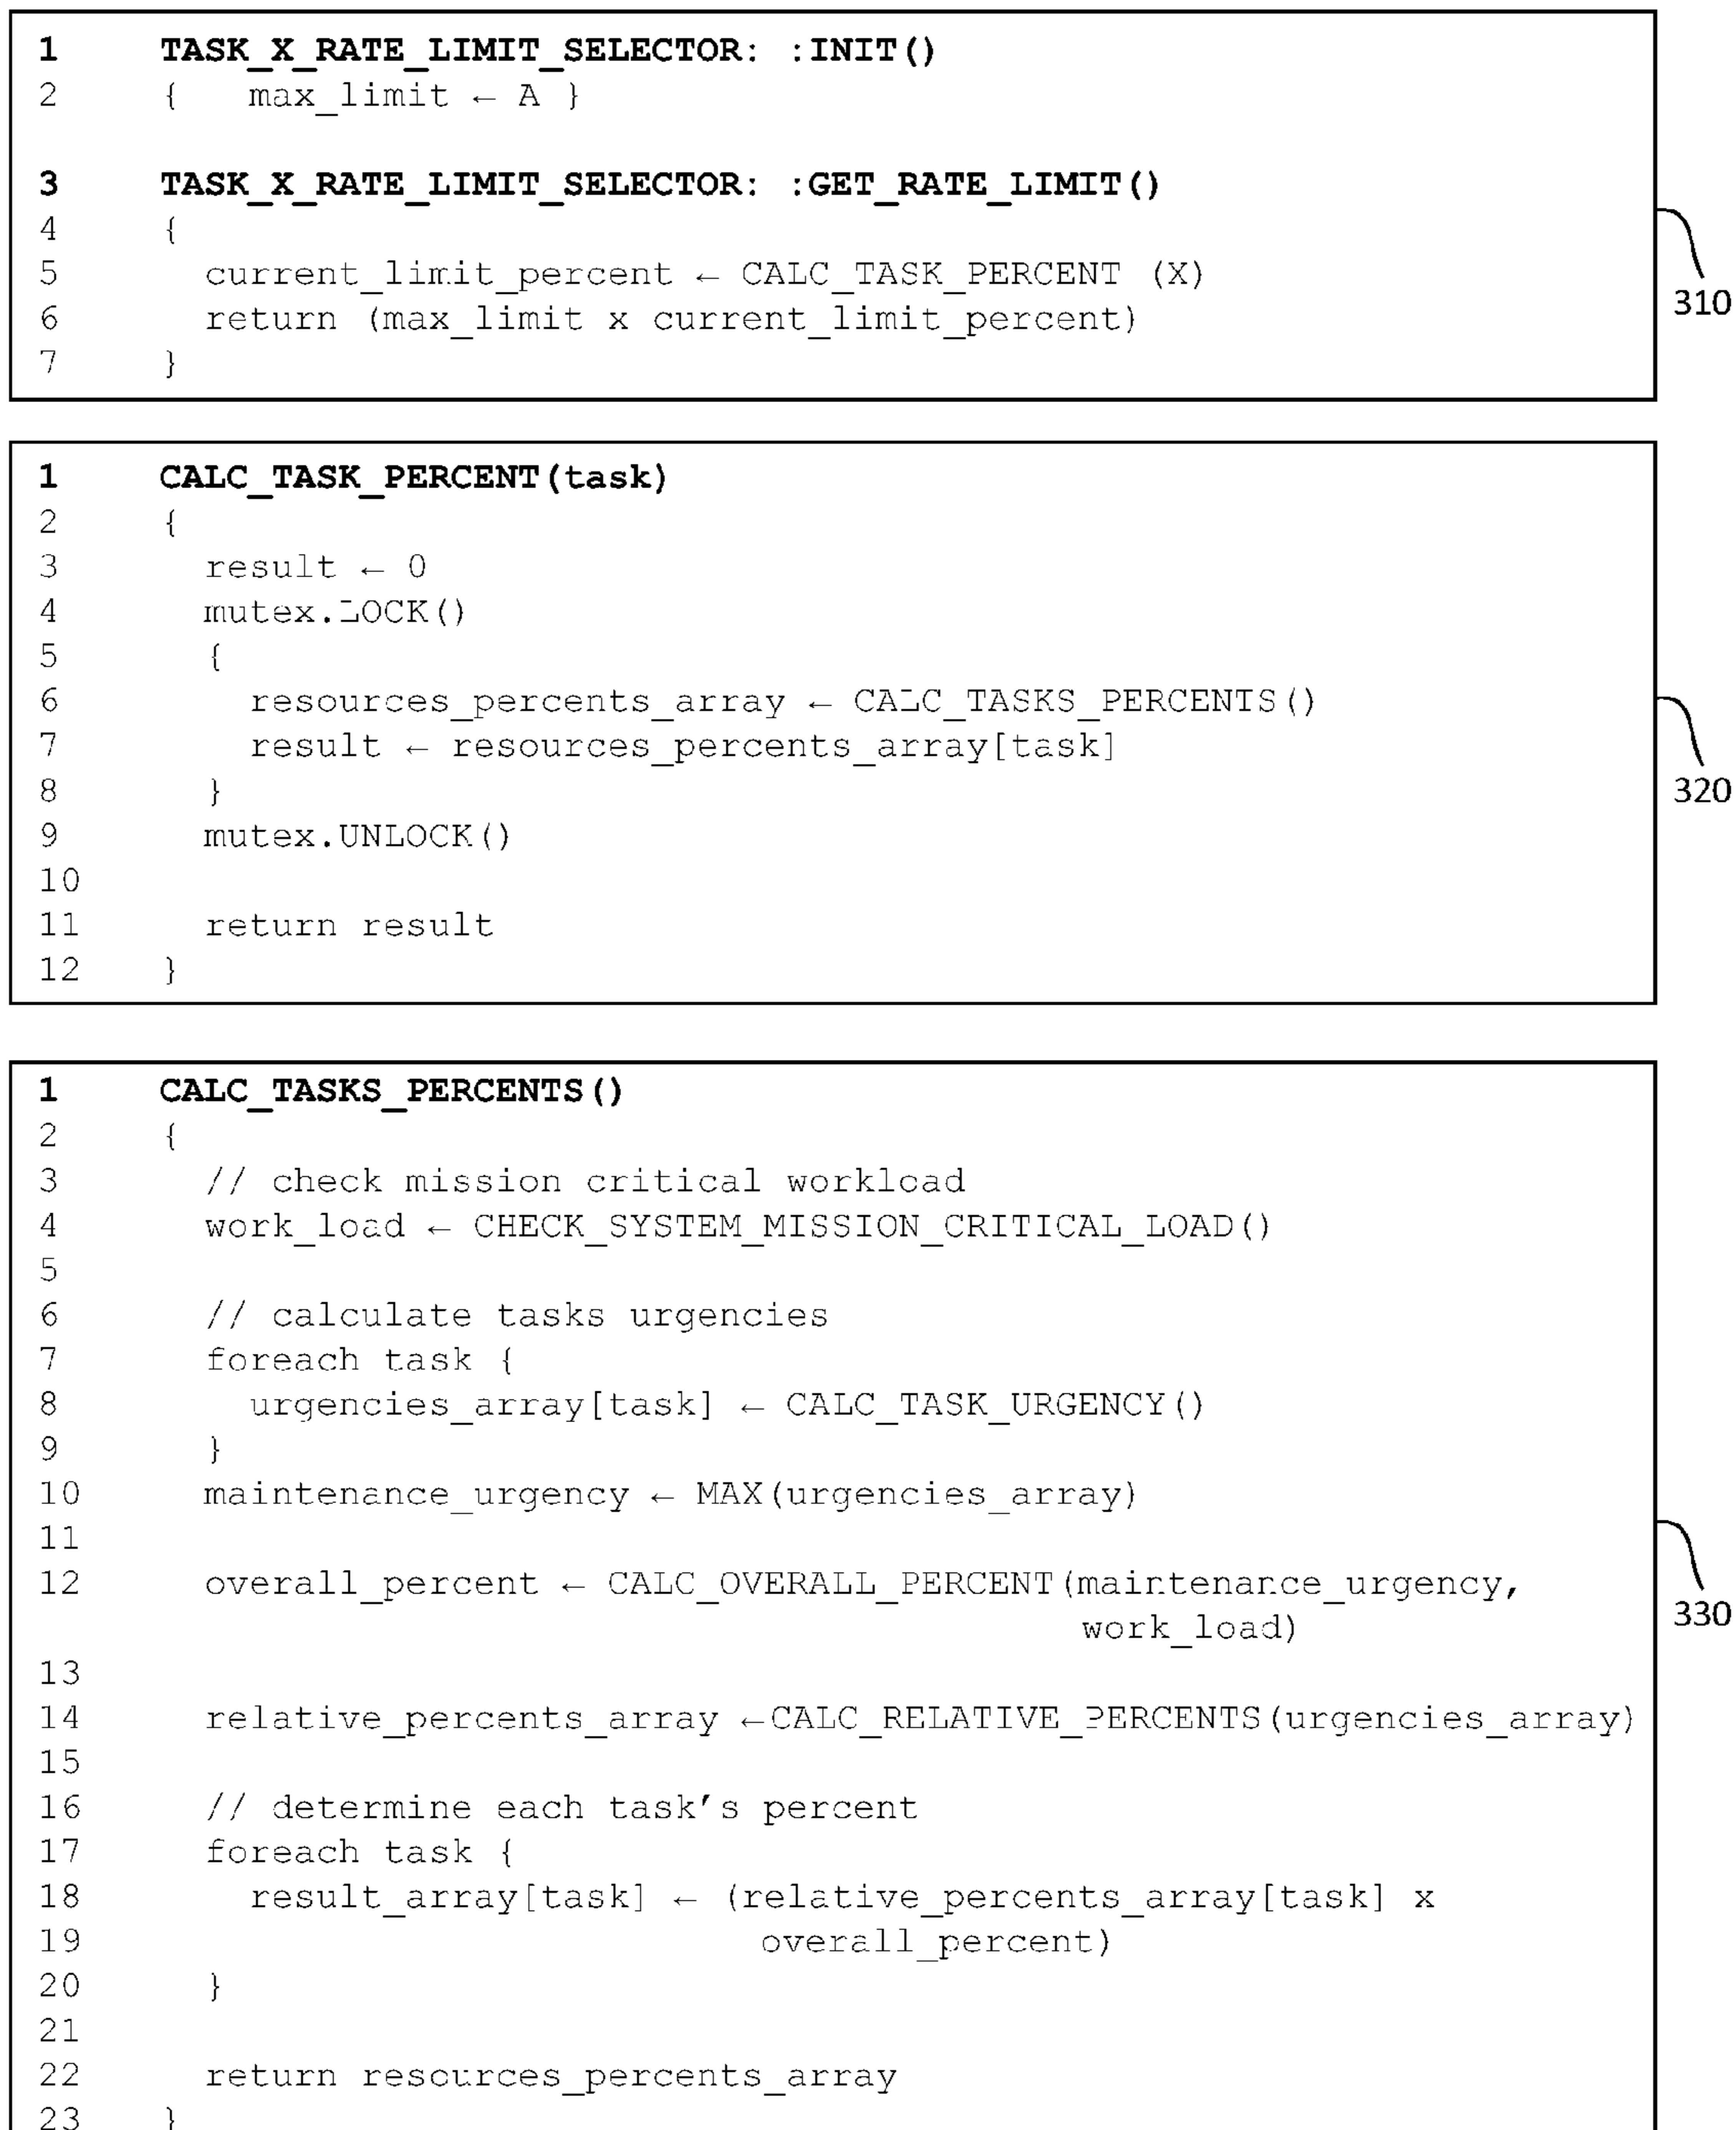 1 TASK_X_RATE_LIMIT_SELECTOR: :INIT()
2 { max_limit ← A }
3 TASK_X_RATE_LIMIT_SELECTOR: :GET_RATE_LIMIT()
4 {
5 current_limit_percent ← CALC_TASK_PERCENT (X)
6 return (max_limit x current_limit_percent)
7 }
310
1 CALC_TASK_PERCENT(task)
2 {
3 result ← 0
4 mutex.LOCK()
5 {
6 resources_percents_array ← CALC_TASKS_PERCENTS()
7 result ← resources_percents_array[task]
8 }
9 mutex.UNLOCK()
10
11 return result
12 }
320
1 CALC_TASKS_PERCENTS()
2 {
3 // check mission critical workload
4 work_load ← CHECK_SYSTEM_MISSION_CRITICAL_LOAD()
5
6 // calculate tasks urgencies
7 foreach task {
8 urgencies_array[task] ← CALC_TASK_URGENCY()
9 }
10 maintenance_urgency ← MAX(urgencies_array)
11
12 overall_percent ← CALC_OVERALL_PERCENT(maintenance_urgency,
work_load)
13
14 relative_percents_array ←CALC_RELATIVE_PERCENTS(urgencies_array)
15
16 // determine each task's percent
17 foreach task {
18 result_array[task] ← (relative_percents_array[task] x
19 overall_percent)
20 }
21
22 return resources_percents_array
23 }
330